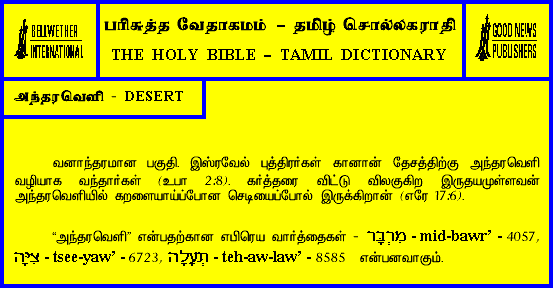 BELLWETHER
INTERNATIONAL
பரிசுத்த வேதாகமம் – தமிழ் சொல்லகராதி
THE HOLY BIBLE – TAMIL DICTIONARY
GOOD NEWS
PUBLISHERS
அந்தரவெளி - DESERT
வனாந்தரமான பகுதி. இஸ்ரவேல் புத்திரர்கள் கானான் தேசத்திற்கு அந்தரவெளி
வழியாக வந்தார்கள் (உபா 2:8). கர்த்தரை விட்டு விலகுகிற இருதயமுள்ளவன்
அந்தரவெளியில் கறளையாய்ப்போன செடியைப்போல் இருக்கிறான் (எரே 17:6).
“அந்தரவெளி” என்பதற்கான எபிரெய வார்த்தைகள் - מִרְבָּר - mid-bawr’ - 4057,
צִיָּה - tsee-yaw’ - 6723, תְּעָלָה - teh-aw-law’ - 8585 என்பனவாகும்.